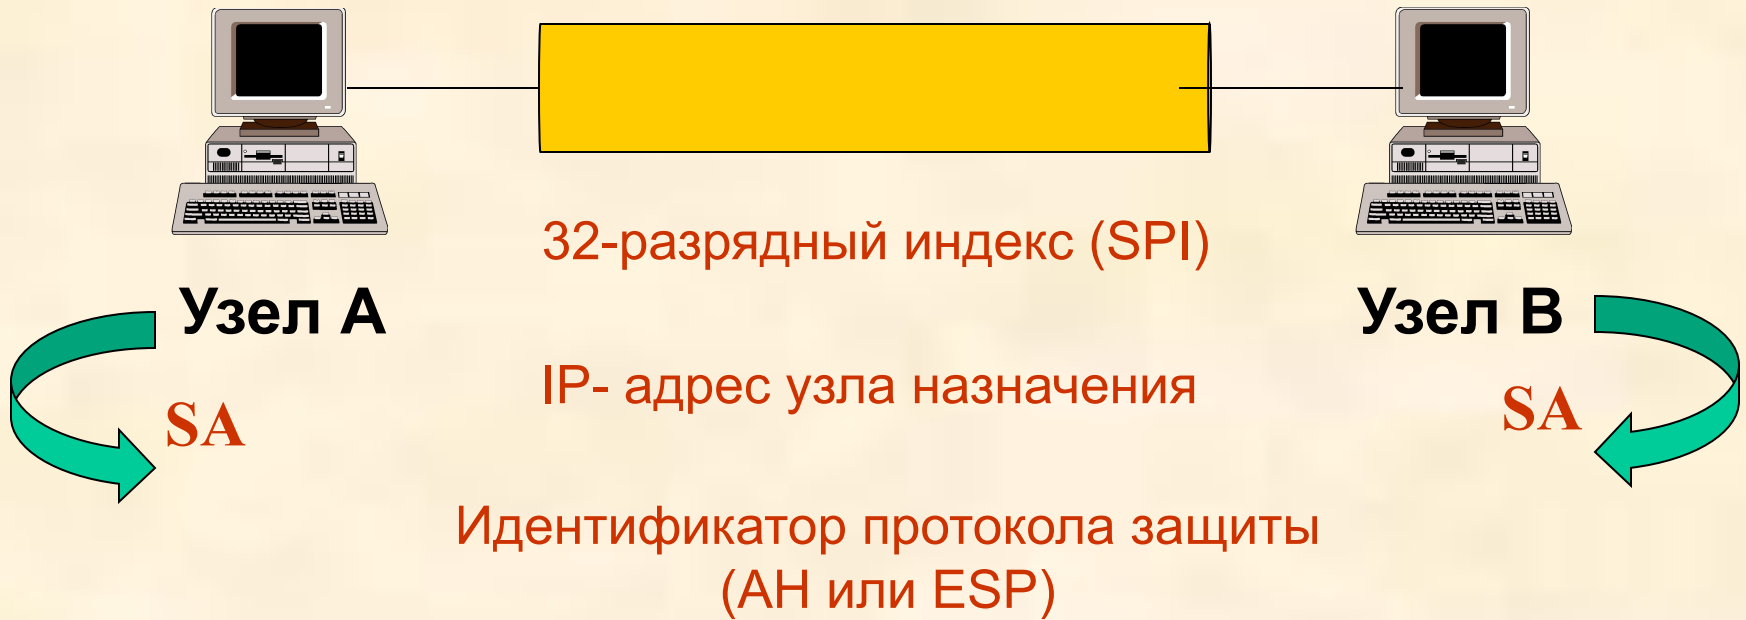 32-разрядный индекс (SPI)
Узел А
Узел В
IP- адрес узла назначения
SA
SA
Идентификатор протокола защиты
(AH или ESP)